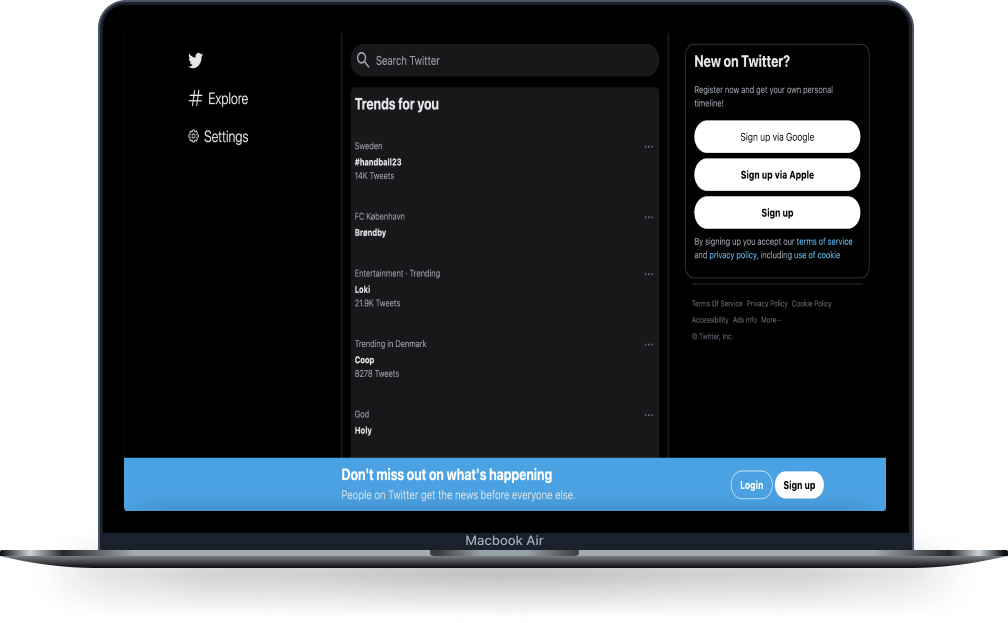 Explore
Settings
Search Twitter
Trends for you
Sweden
#handball23
14K Tweets
FC København
Brøndby
Entertainment · Trending
Loki
21.9K Tweets
Trending in Denmark
Coop
8278 Tweets
God
Holy
New on Twitter?
Register now and get your own personal
timeline!
Sign up via Google
Sign up via Apple
Sign up
By signing up you accept our terms of service
and privacy policy, including use of cookie
Terms Of Service Privacy Policy Cookie Policy
Accessibility Ads info More···
© Twitter, Inc.
Don't miss out on what's happening
People on Twitter get the news before everyone else.
Login
Sign up
Macbook Air